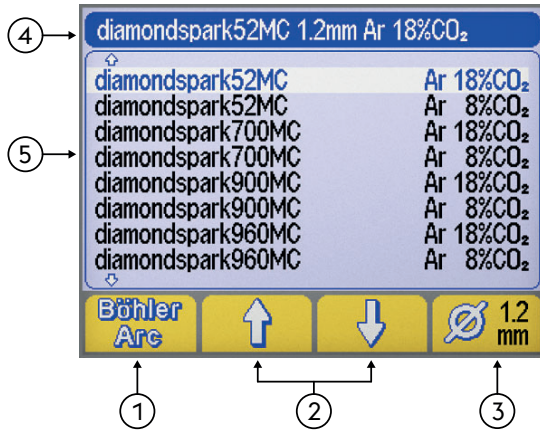 4
diamondspark52MC 1.2mm Ar 18%CO₂
5
diamondspark52MC Ar 18%CO₂
diamondspark52MC Ar 8%CO₂
diamondspark700MC Ar 18%CO₂
diamondspark700MC Ar 8%CO₂
diamondspark900MC Ar 18%CO₂
diamondspark900MC Ar 8%CO₂
diamondspark960MC Ar 18%CO₂
diamondspark960MC Ar 8%CO₂
Böhler
Arc
1.2
mm
1
2
3